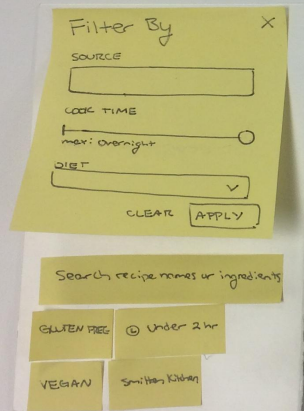 Filter By X
SOURCE
COOK TIME
max: overnight
DIET
CLEAR APPLY
Search recipe names or ingredients
GLUTEN FREE Under 2 hr
VEGAN Smitten Kitchen